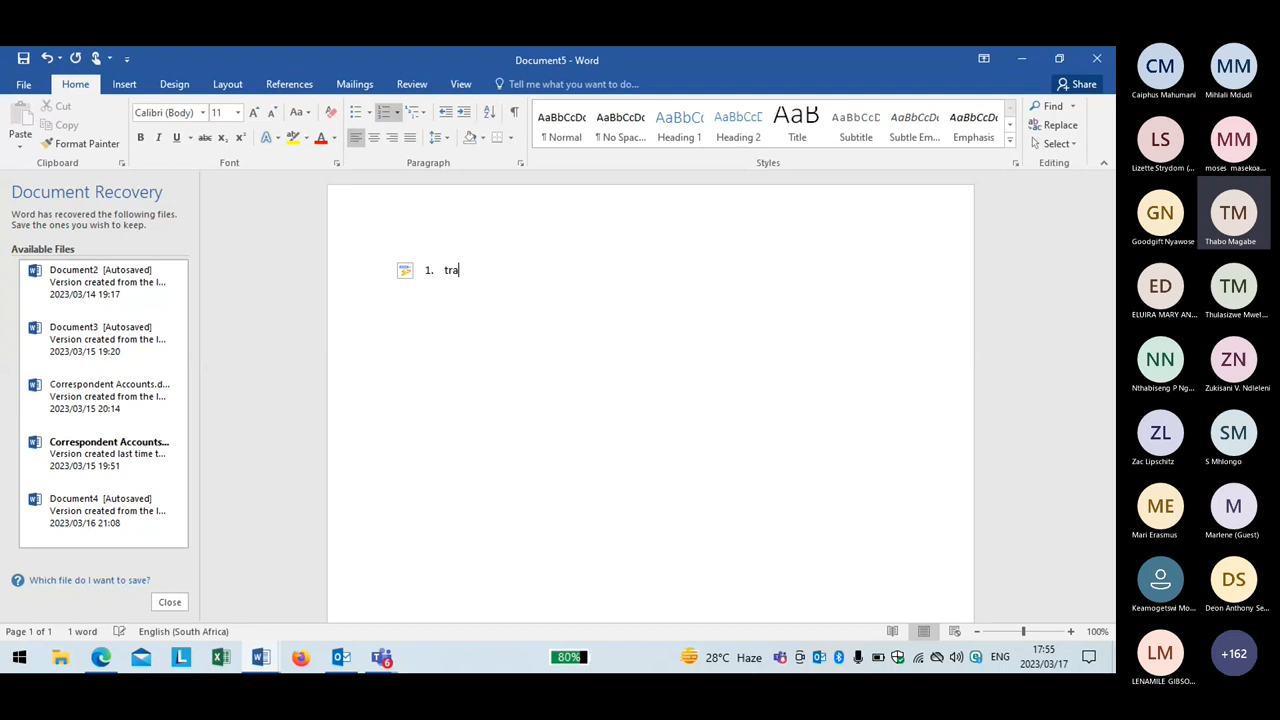 Document5 - Word
File
Home
Insert
Design
Layout
References
Mailings
Review
View
Tell me what you want to do...
Share
Paste
Cut
Copy
Format Painter
Clipboard
Calibri (Body)
11
Font
Paragraph
AaBbCcDc
¶ Normal
AaBbCcDc
¶ No Spac...
AaBbCc
Heading 1
AaBbCcD
Heading 2
AaB
Title
AaBbCcD
Subtitle
AaBbCcDc
Subtle Em...
AaBbCcDc
Emphasis
Styles
Find
Replace
Select
Editing
Document Recovery
Word has recovered the following files.
Save the ones you wish to keep.
Available Files
Document2 [Autosaved]
Version created from the l...
2023/03/14 19:17
Document3 [Autosaved]
Version created from the l...
2023/03/15 19:20
Correspondent Accounts.d...
Version created from the l...
2023/03/15 20:14
Correspondent Accounts...
Version created last time t...
2023/03/15 19:51
Document4 [Autosaved]
Version created from the l...
2023/03/16 21:08
Which file do I want to save?
Close
1. tra
Page 1 of 1
1 word
English (South Africa)
100%
80%
28°C Haze
ENG
17:55
2023/03/17
6
CM
Caiphus Mahumani
MM
Mihlali Mdudi
LS
Lizette Strydom (...
MM
moses masekoa...
GN
Goodgift Nyawose
TM
Thabo Magabe
ED
ELUIRA MARY AN...
TM
Thulasizwe Mwel...
NN
Nthabiseng P Ng...
ZN
Zukisani V. Ndleleni
ZL
Zac Lipschitz
SM
S Mhlongo
ME
Mari Erasmus
M
Marlene (Guest)
Keamogetswi Mo...
DS
Deon Anthony Se...
LM
LENAMILE GIBSO...
+162